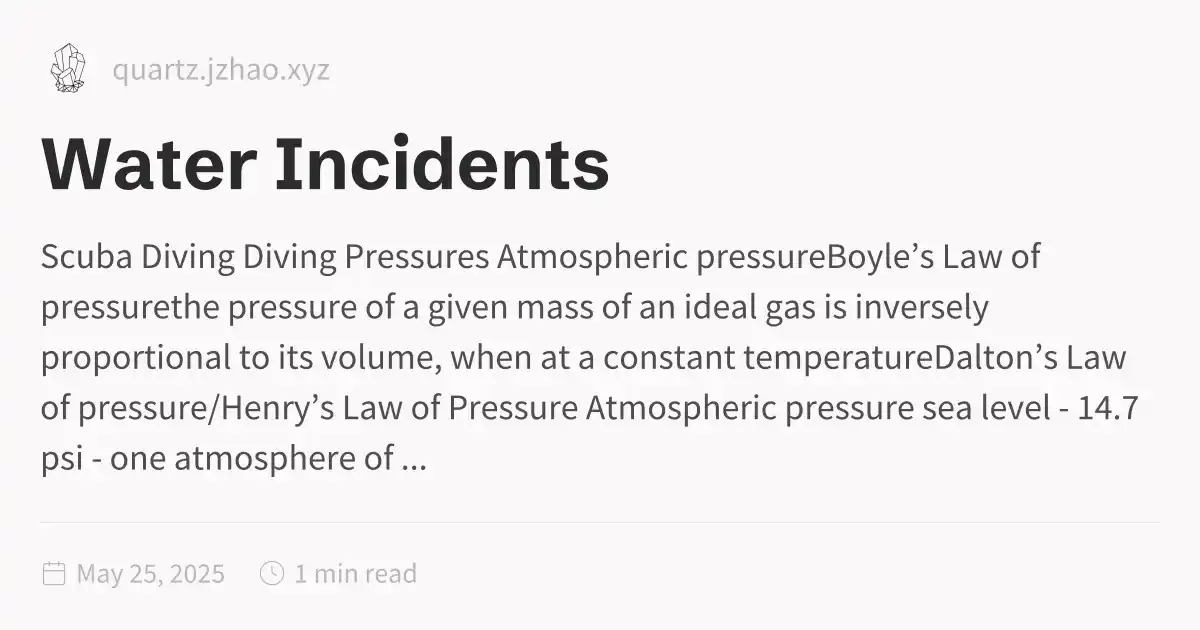 quartz.jzhao.xyz
Water Incidents
Scuba Diving Diving Pressures Atmospheric pressureBoyle’s Law of
pressurethe pressure of a given mass of an ideal gas is inversely
proportional to its volume, when at a constant temperatureDalton’s Law
of pressure/Henry’s Law of Pressure Atmospheric pressure sea level - 14.7
psi - one atmosphere of ...
May 25, 2025 1 min read